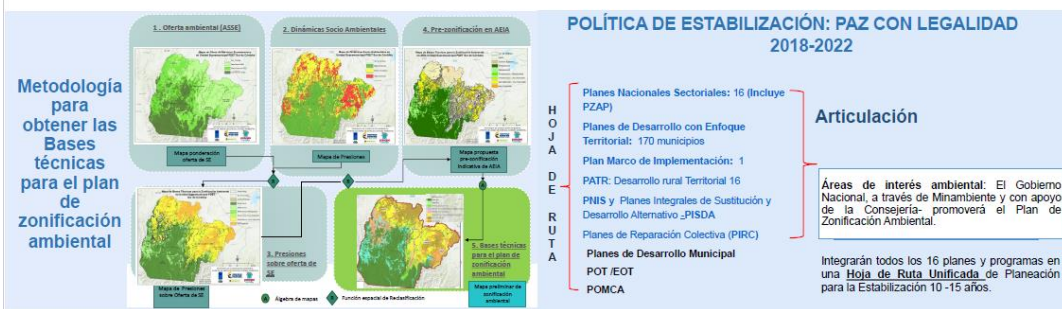 Metodología
para
obtener las
Bases
técnicas
para el plan
de
zonificación
ambiental
1 . Oferta ambiental (ASSE)
2. Dinámicas Socio Ambientales
4. Pre-zonificación en AEIA
Mapa ponderación
oferta de SE
Mapa de Presiones
Mapa propuesta
pre-zonificación
indicativa de AEIA
3. Presiones
sobre oferta de
SE
Mapa de Presiones
sobre Oferta de SE
5. Bases técnicas
para el plan de
zonificación
ambiental
Mapa preliminar de
zonificación
ambiental
Álgebra de mapas
Función espacial de Reclasificación
POLÍTICA DE ESTABILIZACIÓN: PAZ CON LEGALIDAD
2018-2022
HOJA DE RUTA
Planes Nacionales Sectoriales: 16 (Incluye
PZAP)
Planes de Desarrollo con Enfoque
Territorial: 170 municipios
Plan Marco de Implementación: 1
PATR: Desarrollo rural Territorial 16
PNIS y Planes Integrales de Sustitución y
Desarrollo Alternativo -PISDA
Planes de Reparación Colectiva (PIRC)
Planes de Desarrollo Municipal
POT /EOT
POMCA
Articulación
Áreas de interés ambiental: El Gobierno
Nacional, a través de Minambiente y con apoyo
de la Consejería- promoverá el Plan de
Zonificación Ambiental.
Integrarán todos los 16 planes y programas en
una Hoja de Ruta Unificada de Planeación
para la Estabilización 10 -15 años.